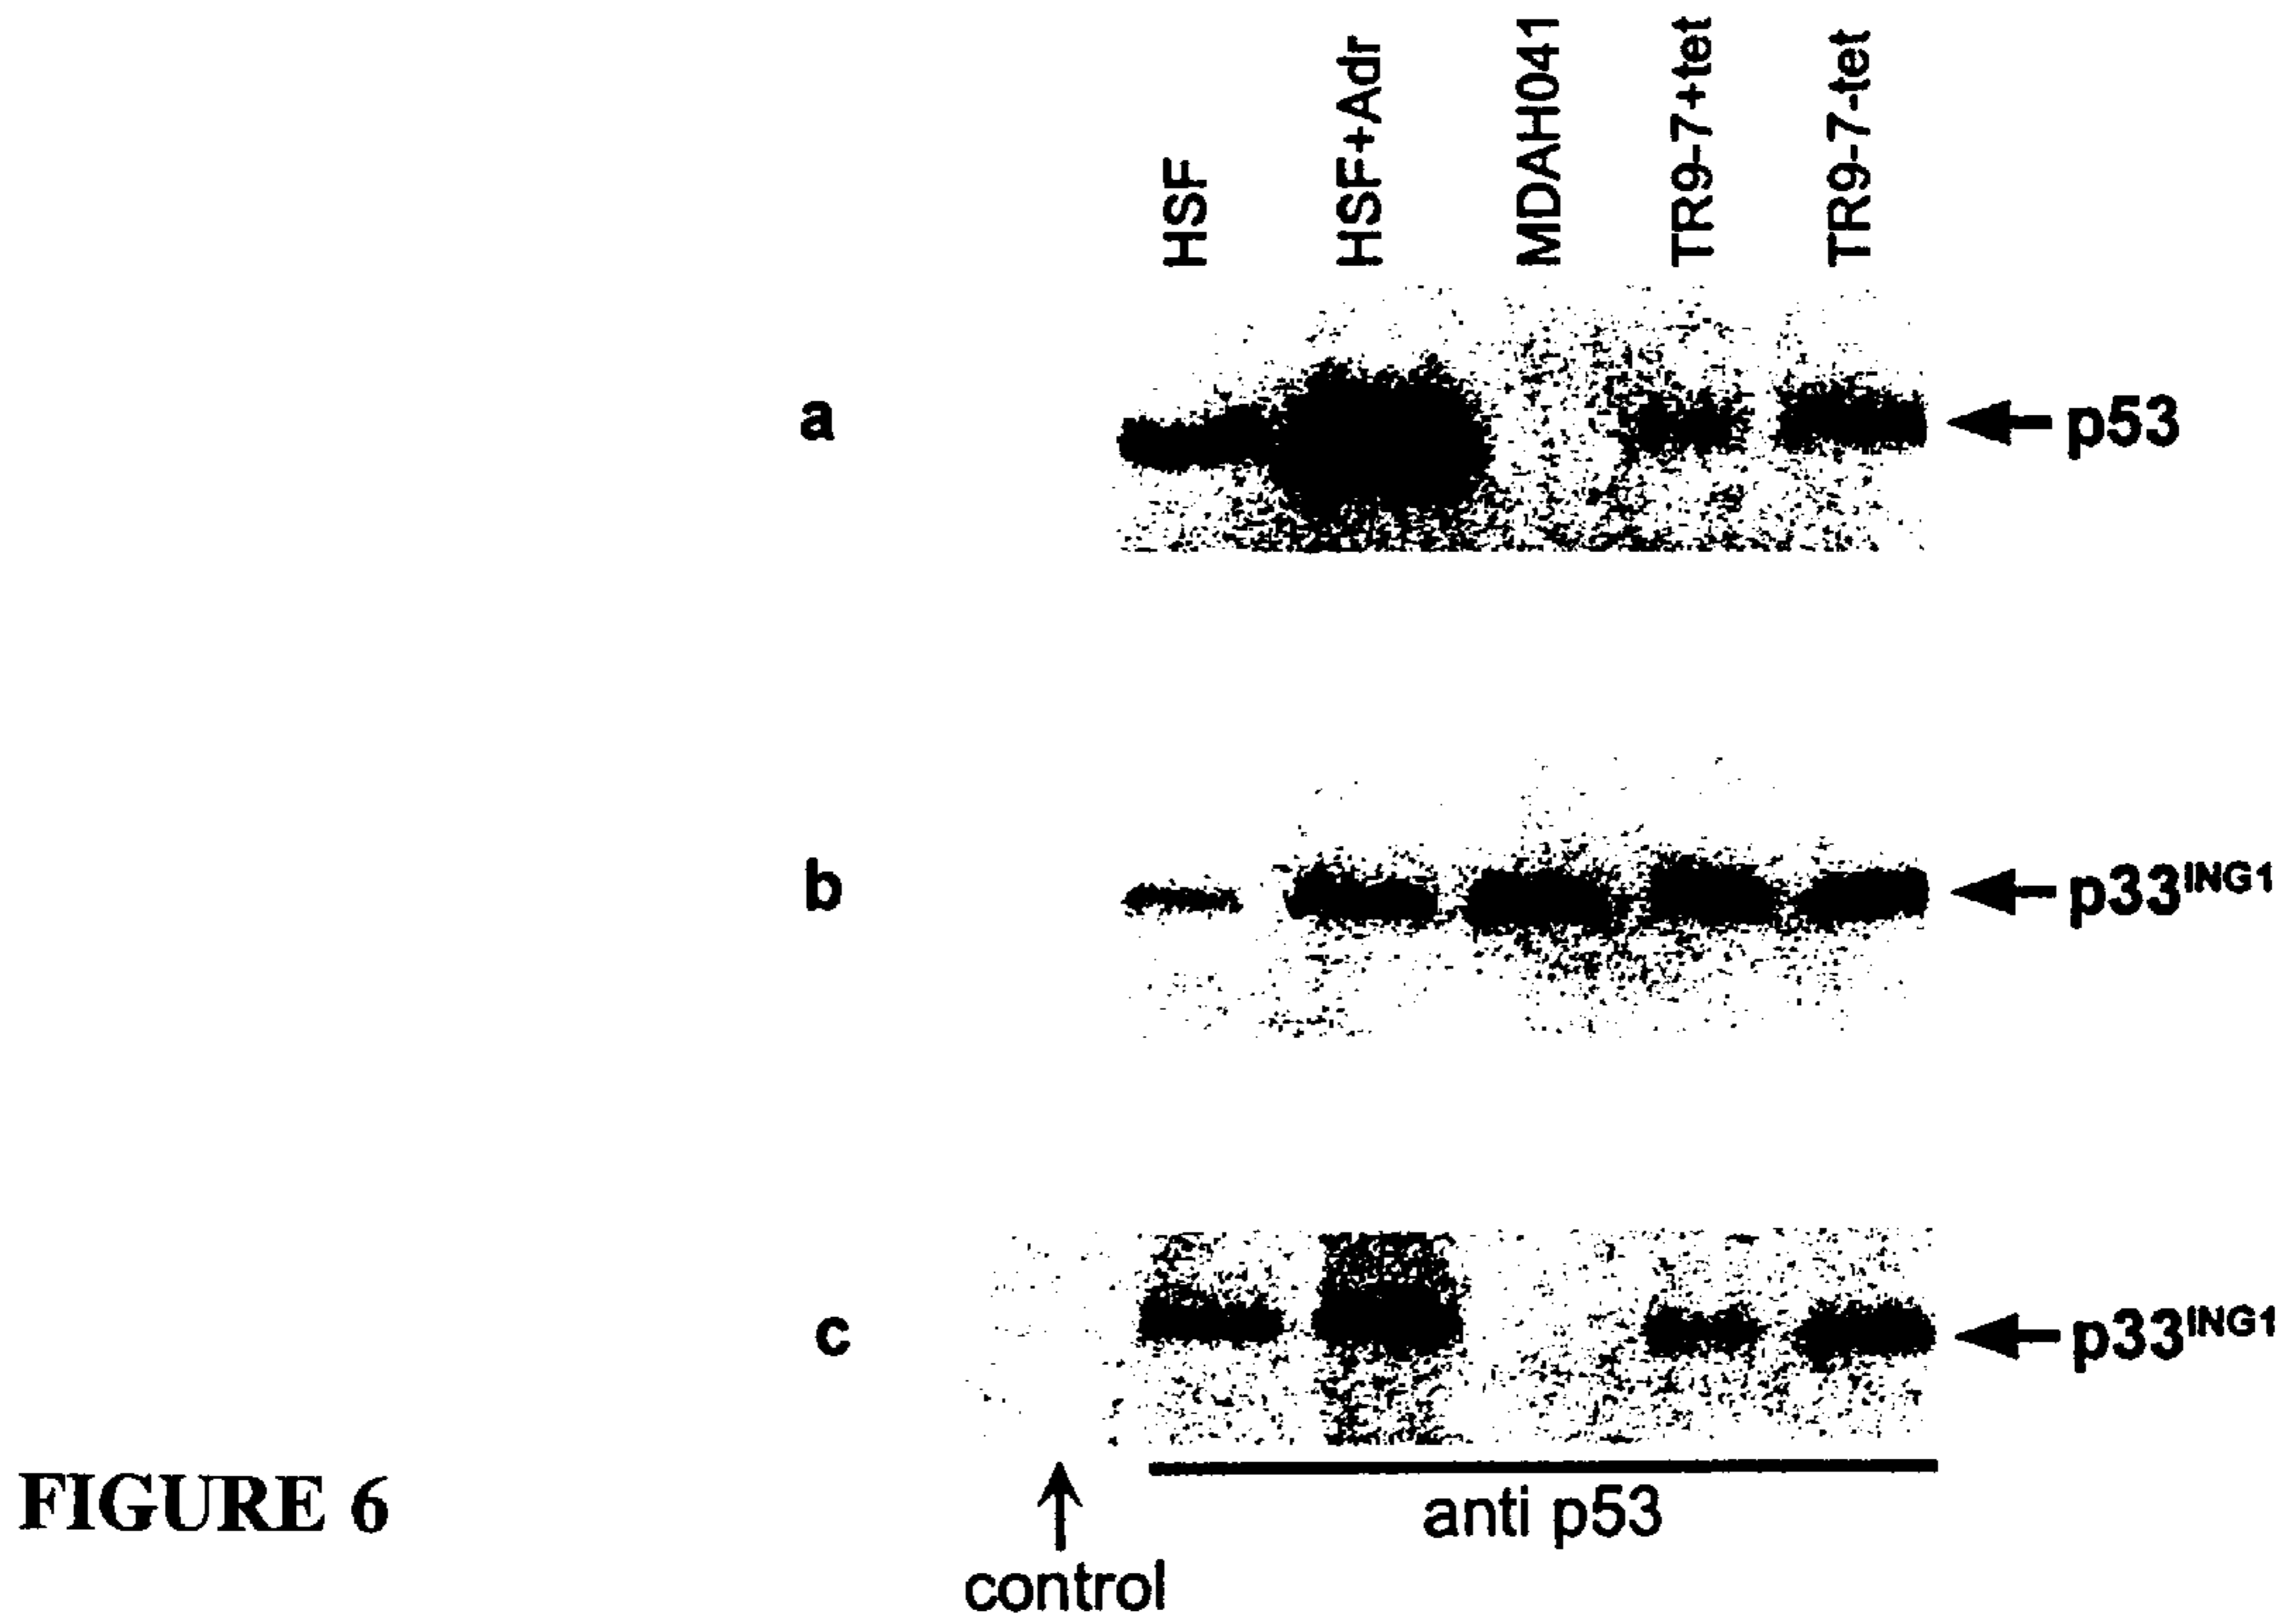 HSF
HSF+Adr
MDAH041
TR9-7+tet
TR9-7-tet
a
p53
b
p33ING1
c
p33ING1
anti p53
control
FIGURE 6